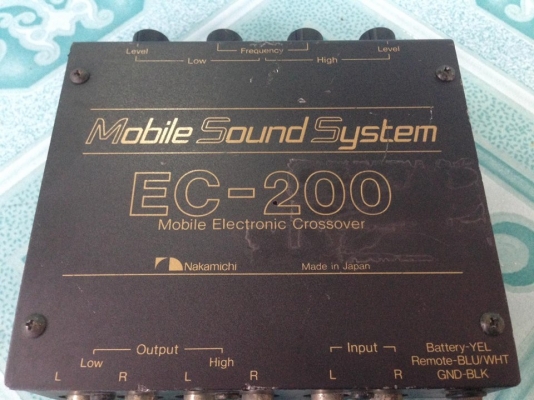 Level Frequency Level
Low High
Mobile Sound System
EC-200
Mobile Electronic Crossover
Nakamichi Made in Japan
Output Input Battery-YEL
Low High Remote-BLU/WHT
L R L R L R GND-BLK